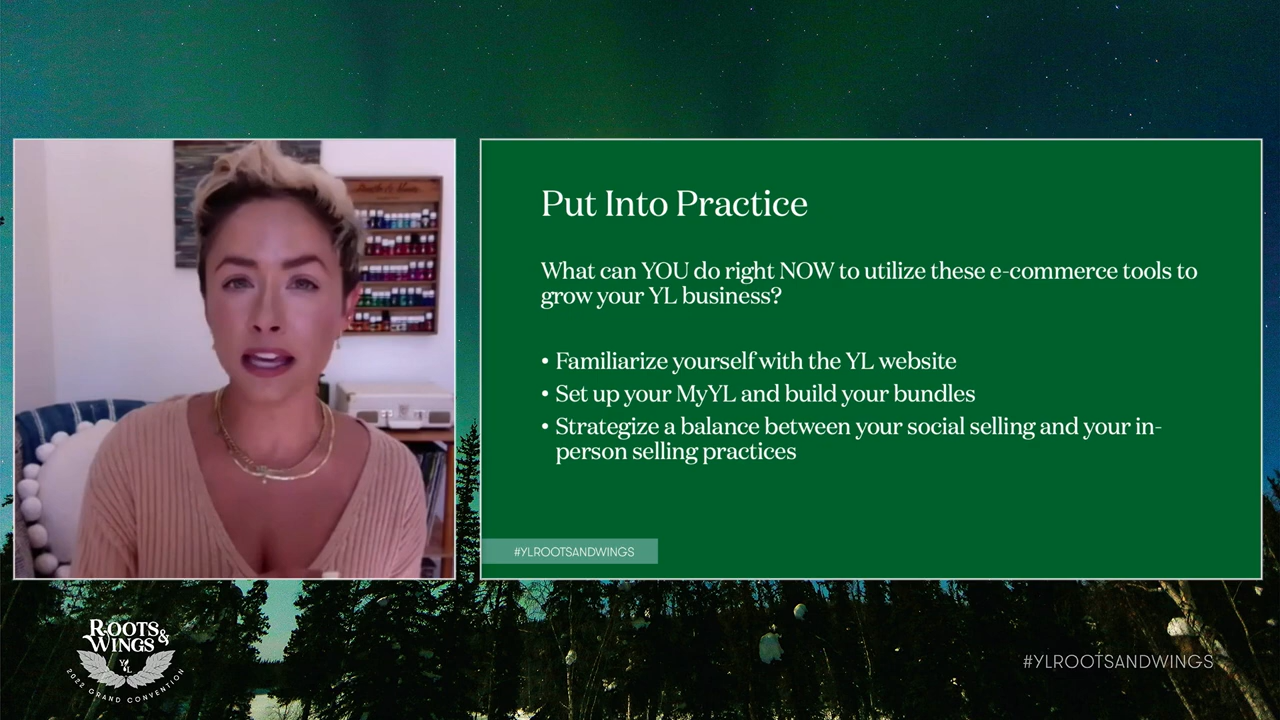 Put Into Practice
What can YOU do right NOW to utilize these e-commerce tools to
grow your YL business?
• Familiarize yourself with the YL website
• Set up your MyYL and build your bundles
• Strategize a balance between your social selling and your in-
person selling practices
#YLROOTSANDWINGS
ROOTS &
WINGS
YL
2022 GRAND CONVENTION
#YLROOTSANDWINGS